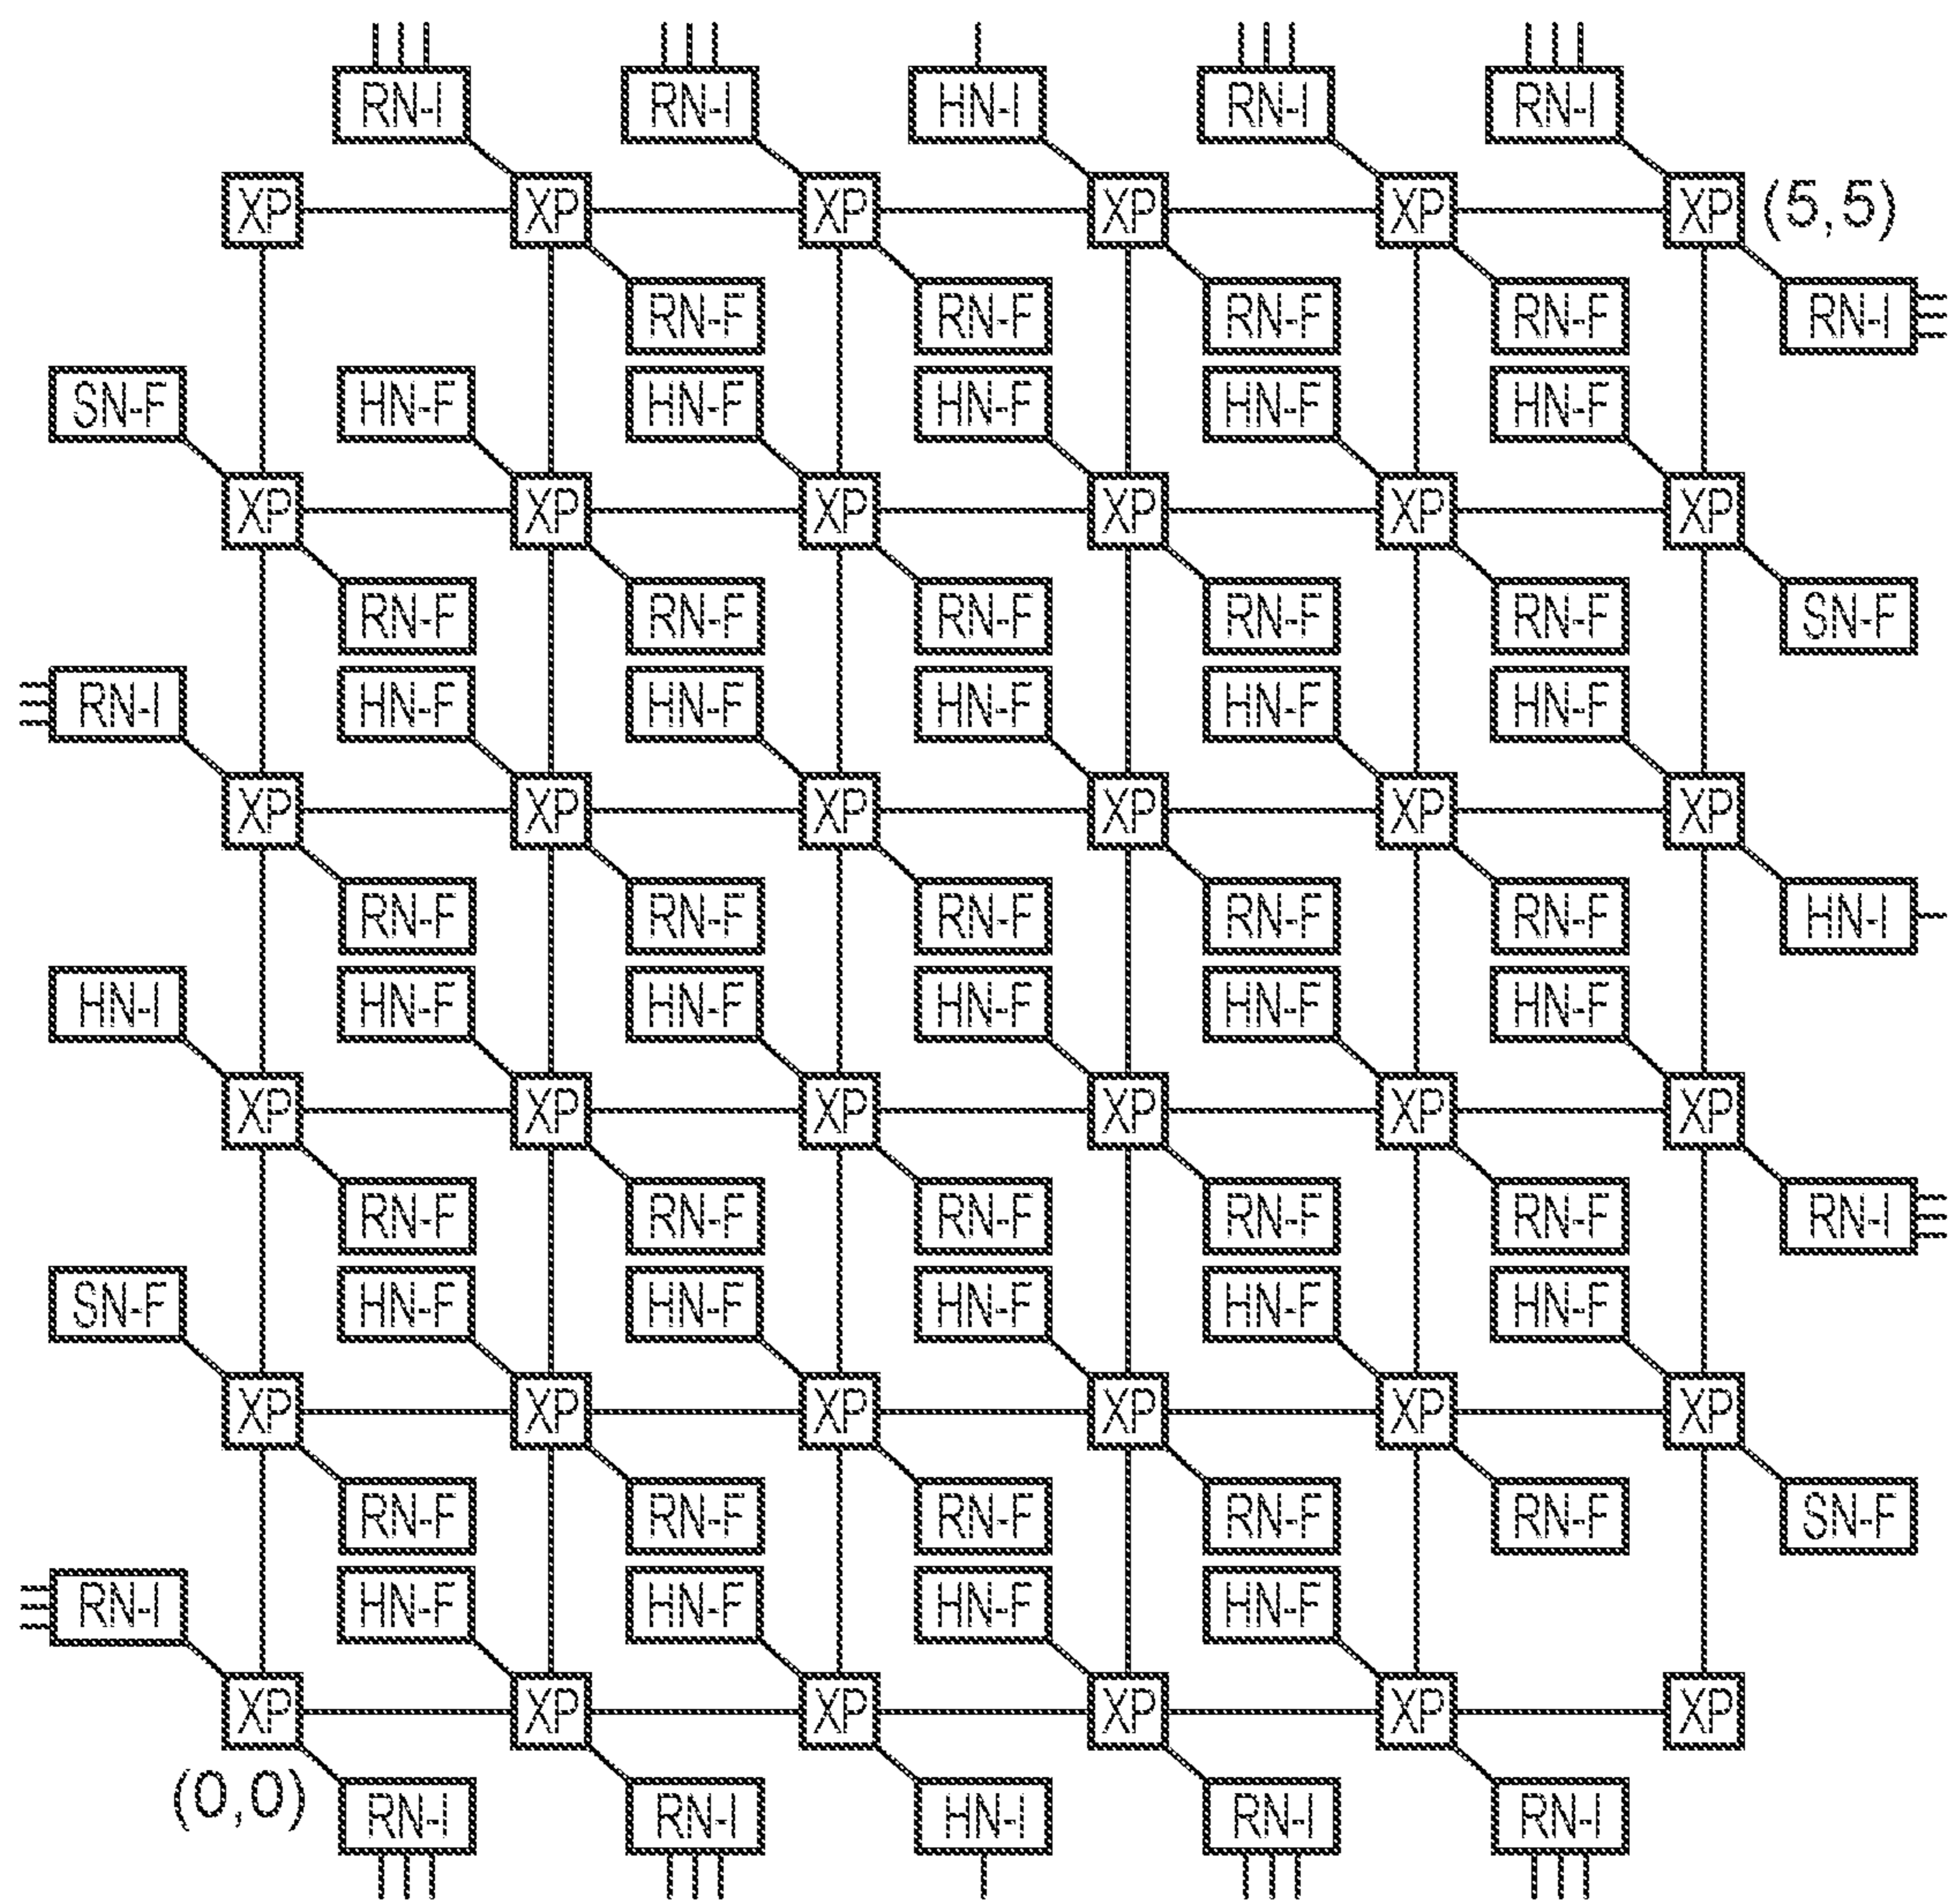 RN-I RN-I HN-I RN-I RN-I
XP XP XP XP XP XP (5,5)
RN-F RN-F RN-F RN-F RN-I
SN-F HN-F HN-F HN-F HN-F HN-F
XP XP XP XP XP XP
RN-F RN-F RN-F RN-F RN-F SN-F
RN-I HN-F HN-F HN-F HN-F HN-F
XP XP XP XP XP XP
RN-F RN-F RN-F RN-F RN-F HN-I
HN-I HN-F HN-F HN-F HN-F HN-F
XP XP XP XP XP XP
RN-F RN-F RN-F RN-F RN-F RN-I
SN-F HN-F HN-F HN-F HN-F HN-F
XP XP XP XP XP XP
RN-F RN-F RN-F RN-F RN-F SN-F
RN-I HN-F HN-F HN-F HN-F
XP XP XP XP XP XP
(0,0) RN-I RN-I HN-I RN-I RN-I